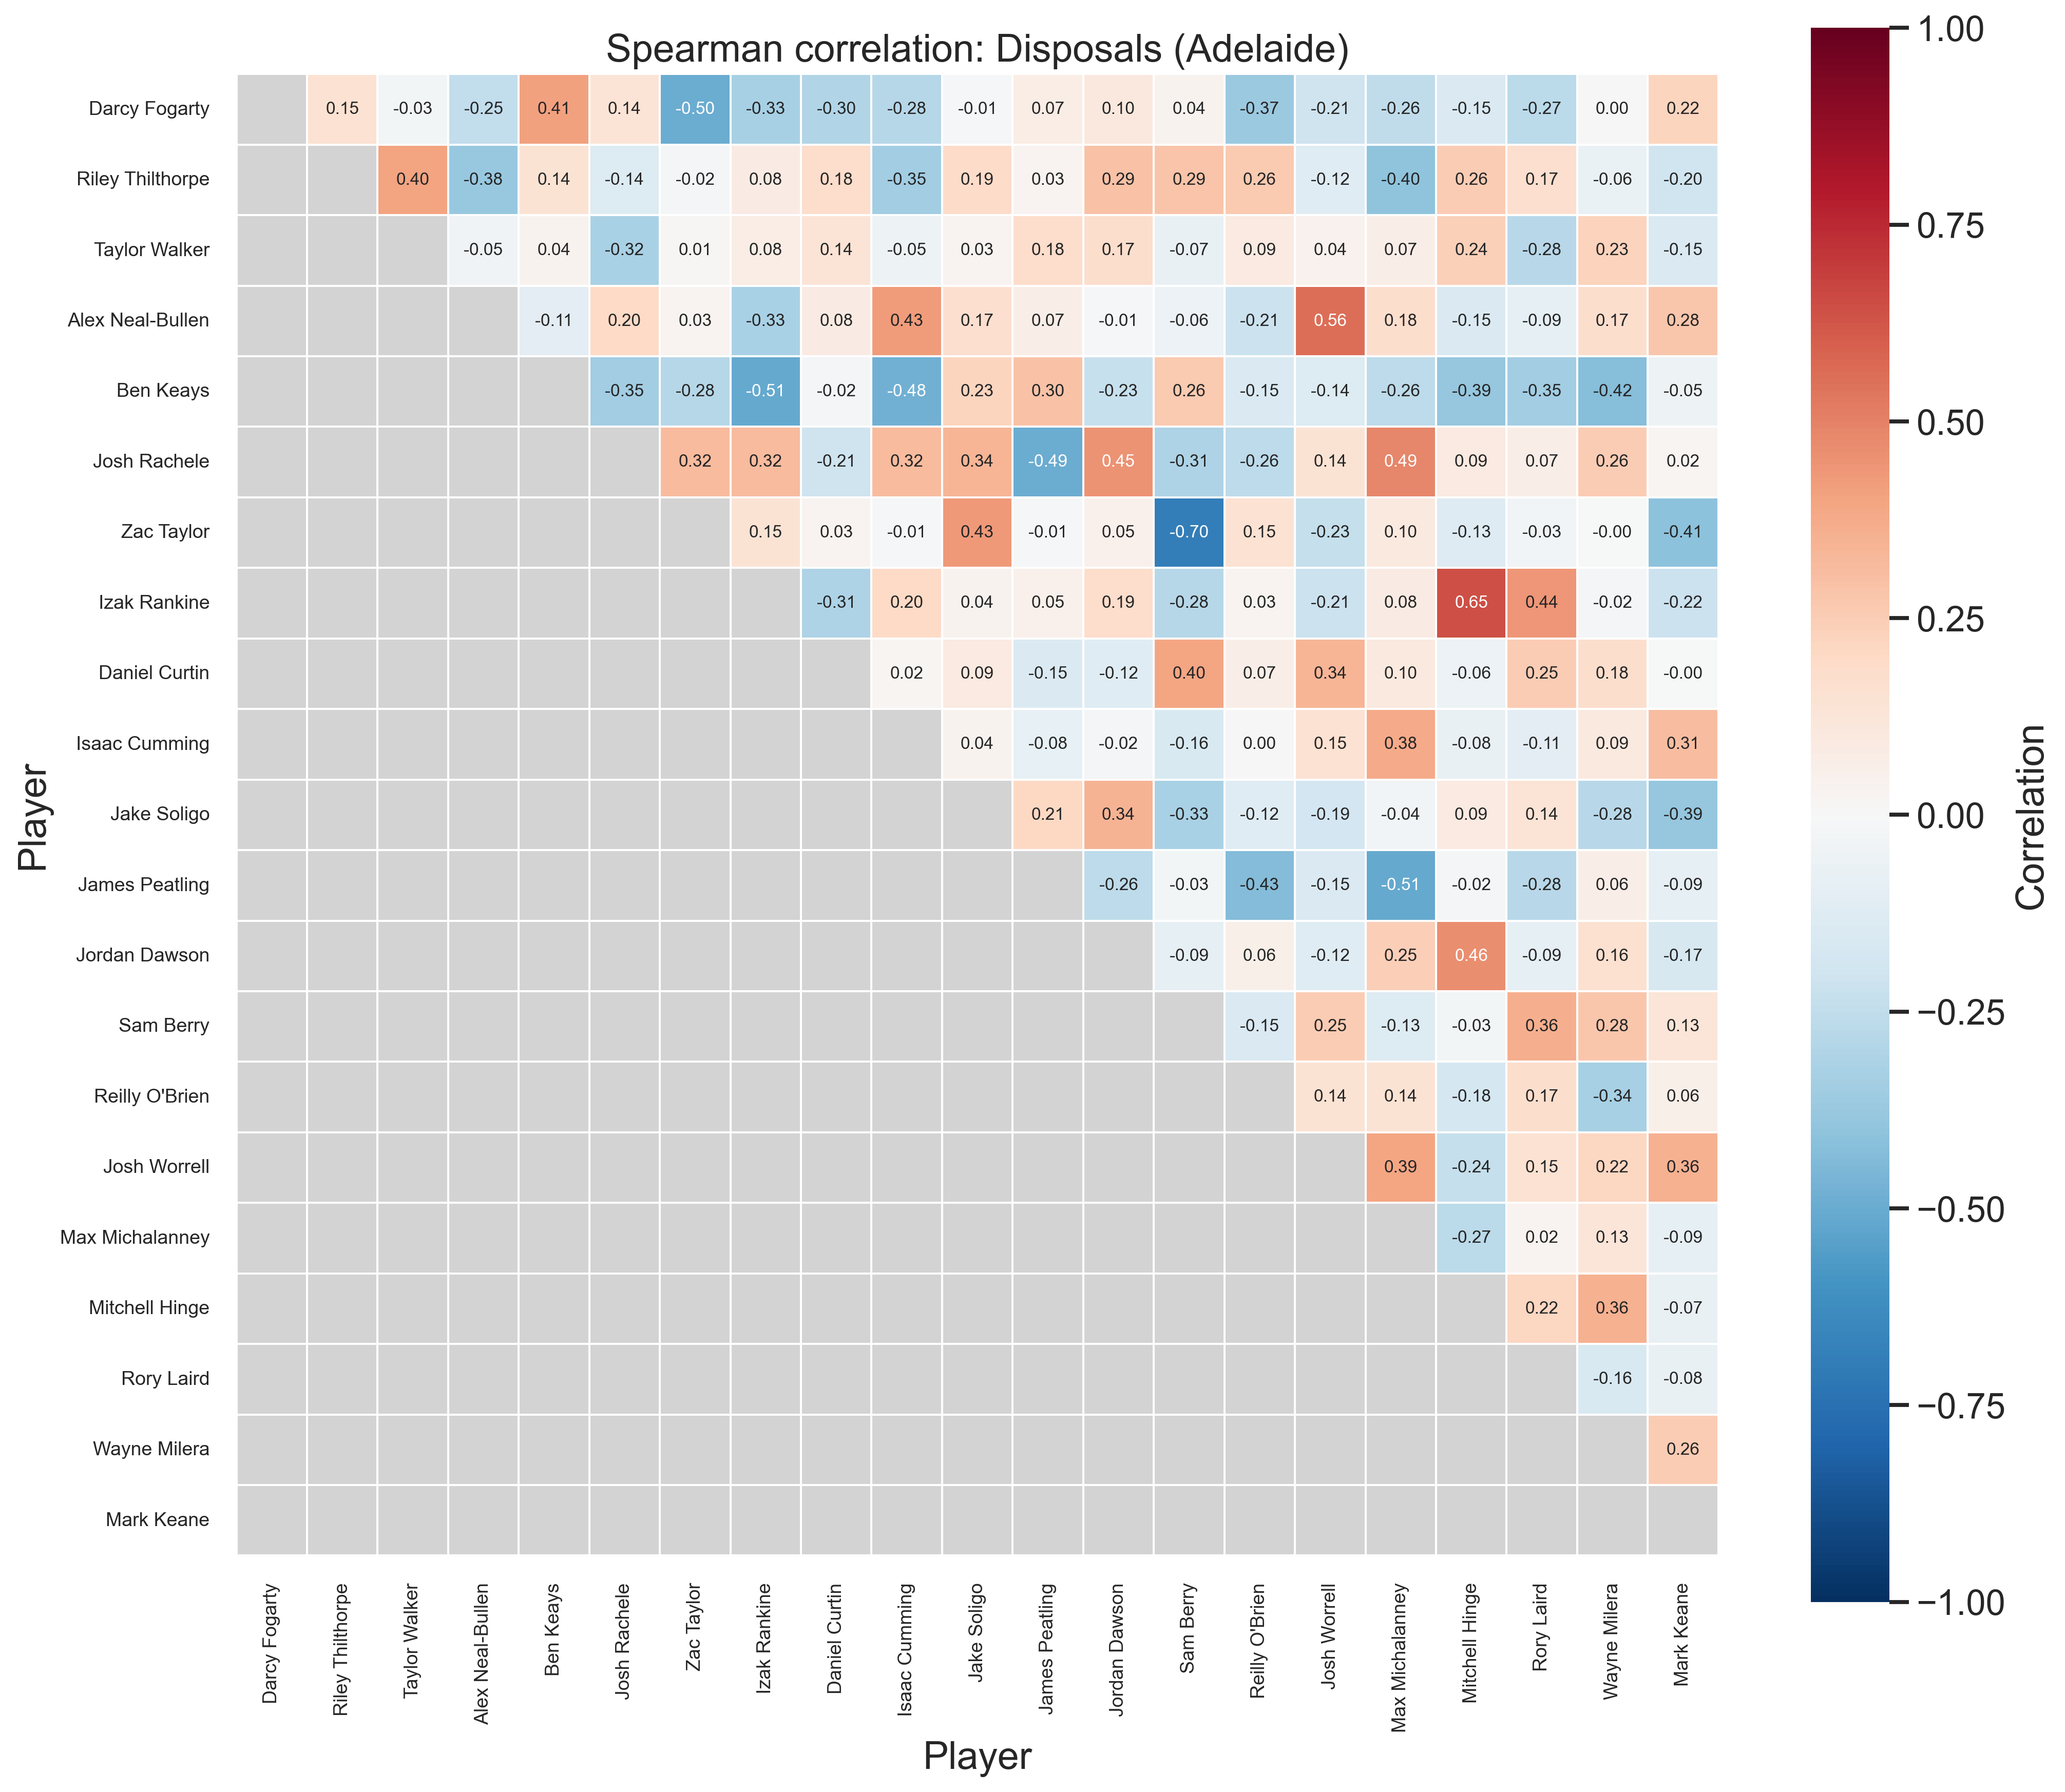 Spearman correlation: Disposals (Adelaide)
Darcy Fogarty 0.15 -0.03 -0.25 0.41 0.14 -0.50 -0.33 -0.30 -0.28 -0.01 0.07 0.10 0.04 -0.37 -0.21 -0.26 -0.15 -0.27 0.00 0.22
Riley Thilthorpe 0.40 -0.38 0.14 -0.14 -0.02 0.08 0.18 -0.35 0.19 0.03 0.29 0.29 0.26 -0.12 -0.40 0.26 0.17 -0.06 -0.20
Taylor Walker -0.05 0.04 -0.32 0.01 0.08 0.14 -0.05 0.03 0.18 0.17 -0.07 0.09 0.04 0.07 0.24 -0.28 0.23 -0.15
Alex Neal-Bullen -0.11 0.20 0.03 -0.33 0.08 0.43 0.17 0.07 -0.01 -0.06 -0.21 0.56 0.18 -0.15 -0.09 0.17 0.28
Ben Keays -0.35 -0.28 -0.51 -0.02 -0.48 0.23 0.30 -0.23 0.26 -0.15 -0.14 -0.26 -0.39 -0.35 -0.42 -0.05
Josh Rachele 0.32 0.32 -0.21 0.32 0.34 -0.49 0.45 -0.31 -0.26 0.14 0.49 0.09 0.07 0.26 0.02
Zac Taylor 0.15 0.03 -0.01 0.43 -0.01 0.05 -0.70 0.15 -0.23 0.10 -0.13 -0.03 -0.00 -0.41
Izak Rankine -0.31 0.20 0.04 0.05 0.19 -0.28 0.03 -0.21 0.08 0.65 0.44 -0.02 -0.22
Daniel Curtin 0.02 0.09 -0.15 -0.12 0.40 0.07 0.34 0.10 -0.06 0.25 0.18 -0.00
Isaac Cumming 0.04 -0.08 -0.02 -0.16 0.00 0.15 0.38 -0.08 -0.11 0.09 0.31
Jake Soligo 0.21 0.34 -0.33 -0.12 -0.19 -0.04 0.09 0.14 -0.28 -0.39
James Peatling -0.26 -0.03 -0.43 -0.15 -0.51 -0.02 -0.28 0.06 -0.09
Jordan Dawson -0.09 0.06 -0.12 0.25 0.46 -0.09 0.16 -0.17
Sam Berry -0.15 0.25 -0.13 -0.03 0.36 0.28 0.13
Reilly O'Brien 0.14 0.14 -0.18 0.17 -0.34 0.06
Josh Worrell 0.39 -0.24 0.15 0.22 0.36
Max Michalanney -0.27 0.02 0.13 -0.09
Mitchell Hinge 0.22 0.36 -0.07
Rory Laird -0.16 -0.08
Wayne Milera 0.26
Mark Keane
Player
Darcy Fogarty
Riley Thilthorpe
Taylor Walker
Alex Neal-Bullen
Ben Keays
Josh Rachele
Zac Taylor
Izak Rankine
Daniel Curtin
Isaac Cumming
Jake Soligo
James Peatling
Jordan Dawson
Sam Berry
Reilly O'Brien
Josh Worrell
Max Michalanney
Mitchell Hinge
Rory Laird
Wayne Milera
Mark Keane
Player
1.00
0.75
0.50
0.25
0.00
−0.25
−0.50
−0.75
−1.00
Correlation